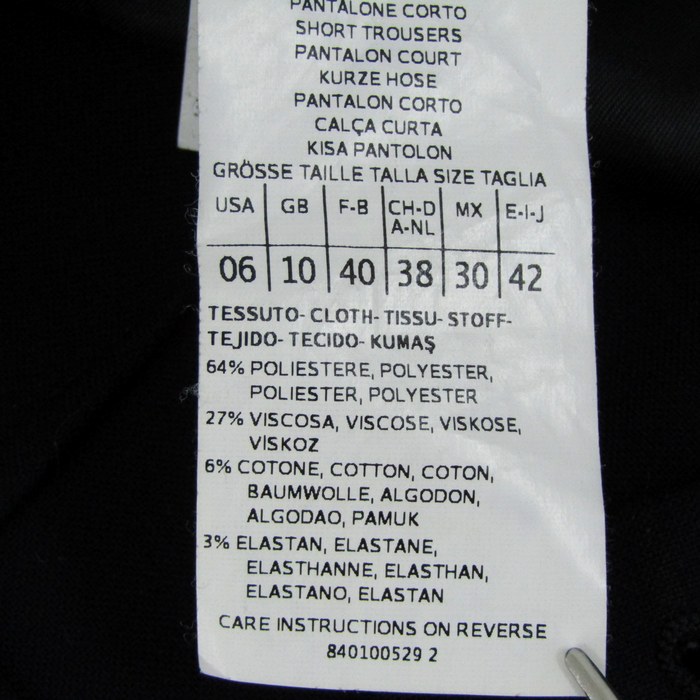 PANTALONE CORTO
SHORT TROUSERS
PANTALON COURT
KURZE HOSE
PANTALON CORTO
CALÇA CURTA
KISA PANTOLON
GRÖSSE TAILLE TALLA SIZE TAGLIA
USA GB F-B CH-D A-NL MX E-I-J
06 10 40 38 30 42
TESSUTO- CLOTH- TISSU- STOFF-
TEJIDO- TECIDO- KUMAŞ
64% POLIESTERE, POLYESTER,
POLIESTER, POLYESTER
27% VISCOSA, VISCOSE, VISKOSE,
VİSKOZ
6% COTONE, COTTON, COTON,
BAUMWOLLE, ALGODON,
ALGODAO, PAMUK
3% ELASTAN, ELASTANE,
ELASTHANNE, ELASTHAN,
ELASTANO, ELASTAN
CARE INSTRUCTIONS ON REVERSE
840100529 2